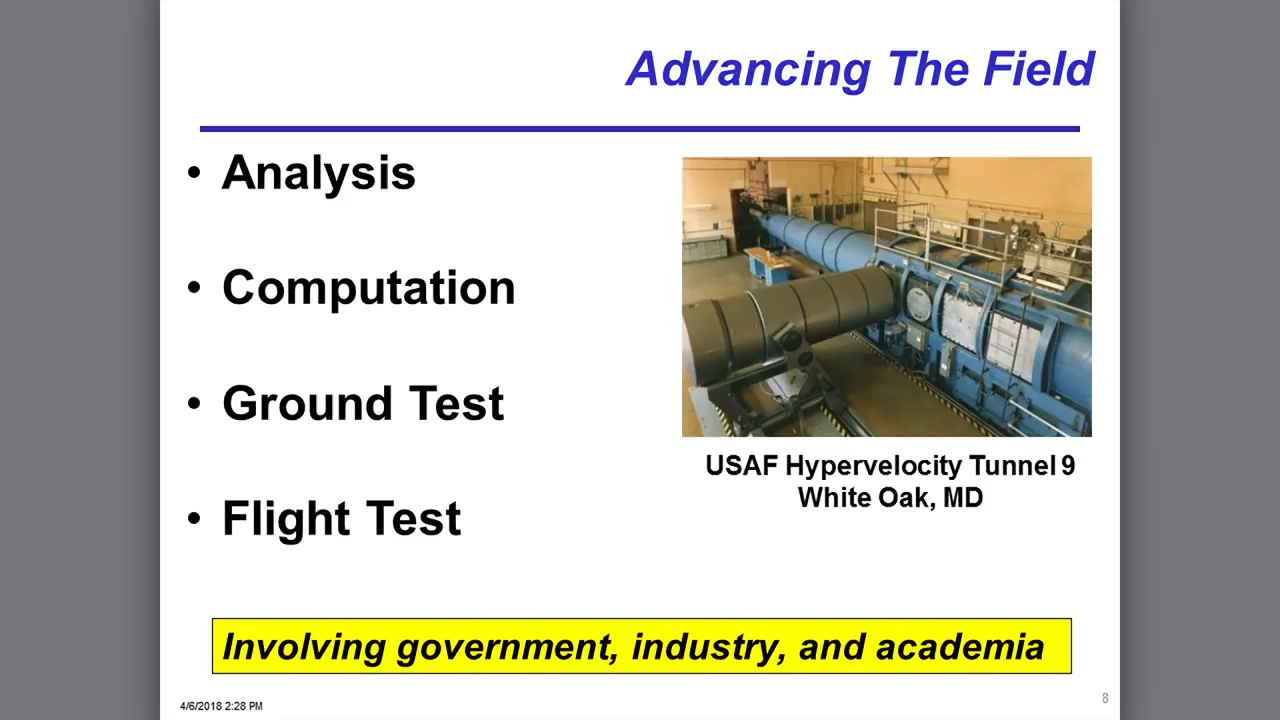 Advancing The Field
• Analysis
• Computation
• Ground Test
• Flight Test
USAF Hypervelocity Tunnel 9
White Oak, MD
Involving government, industry, and academia
4/6/2018 2:28 PM
8